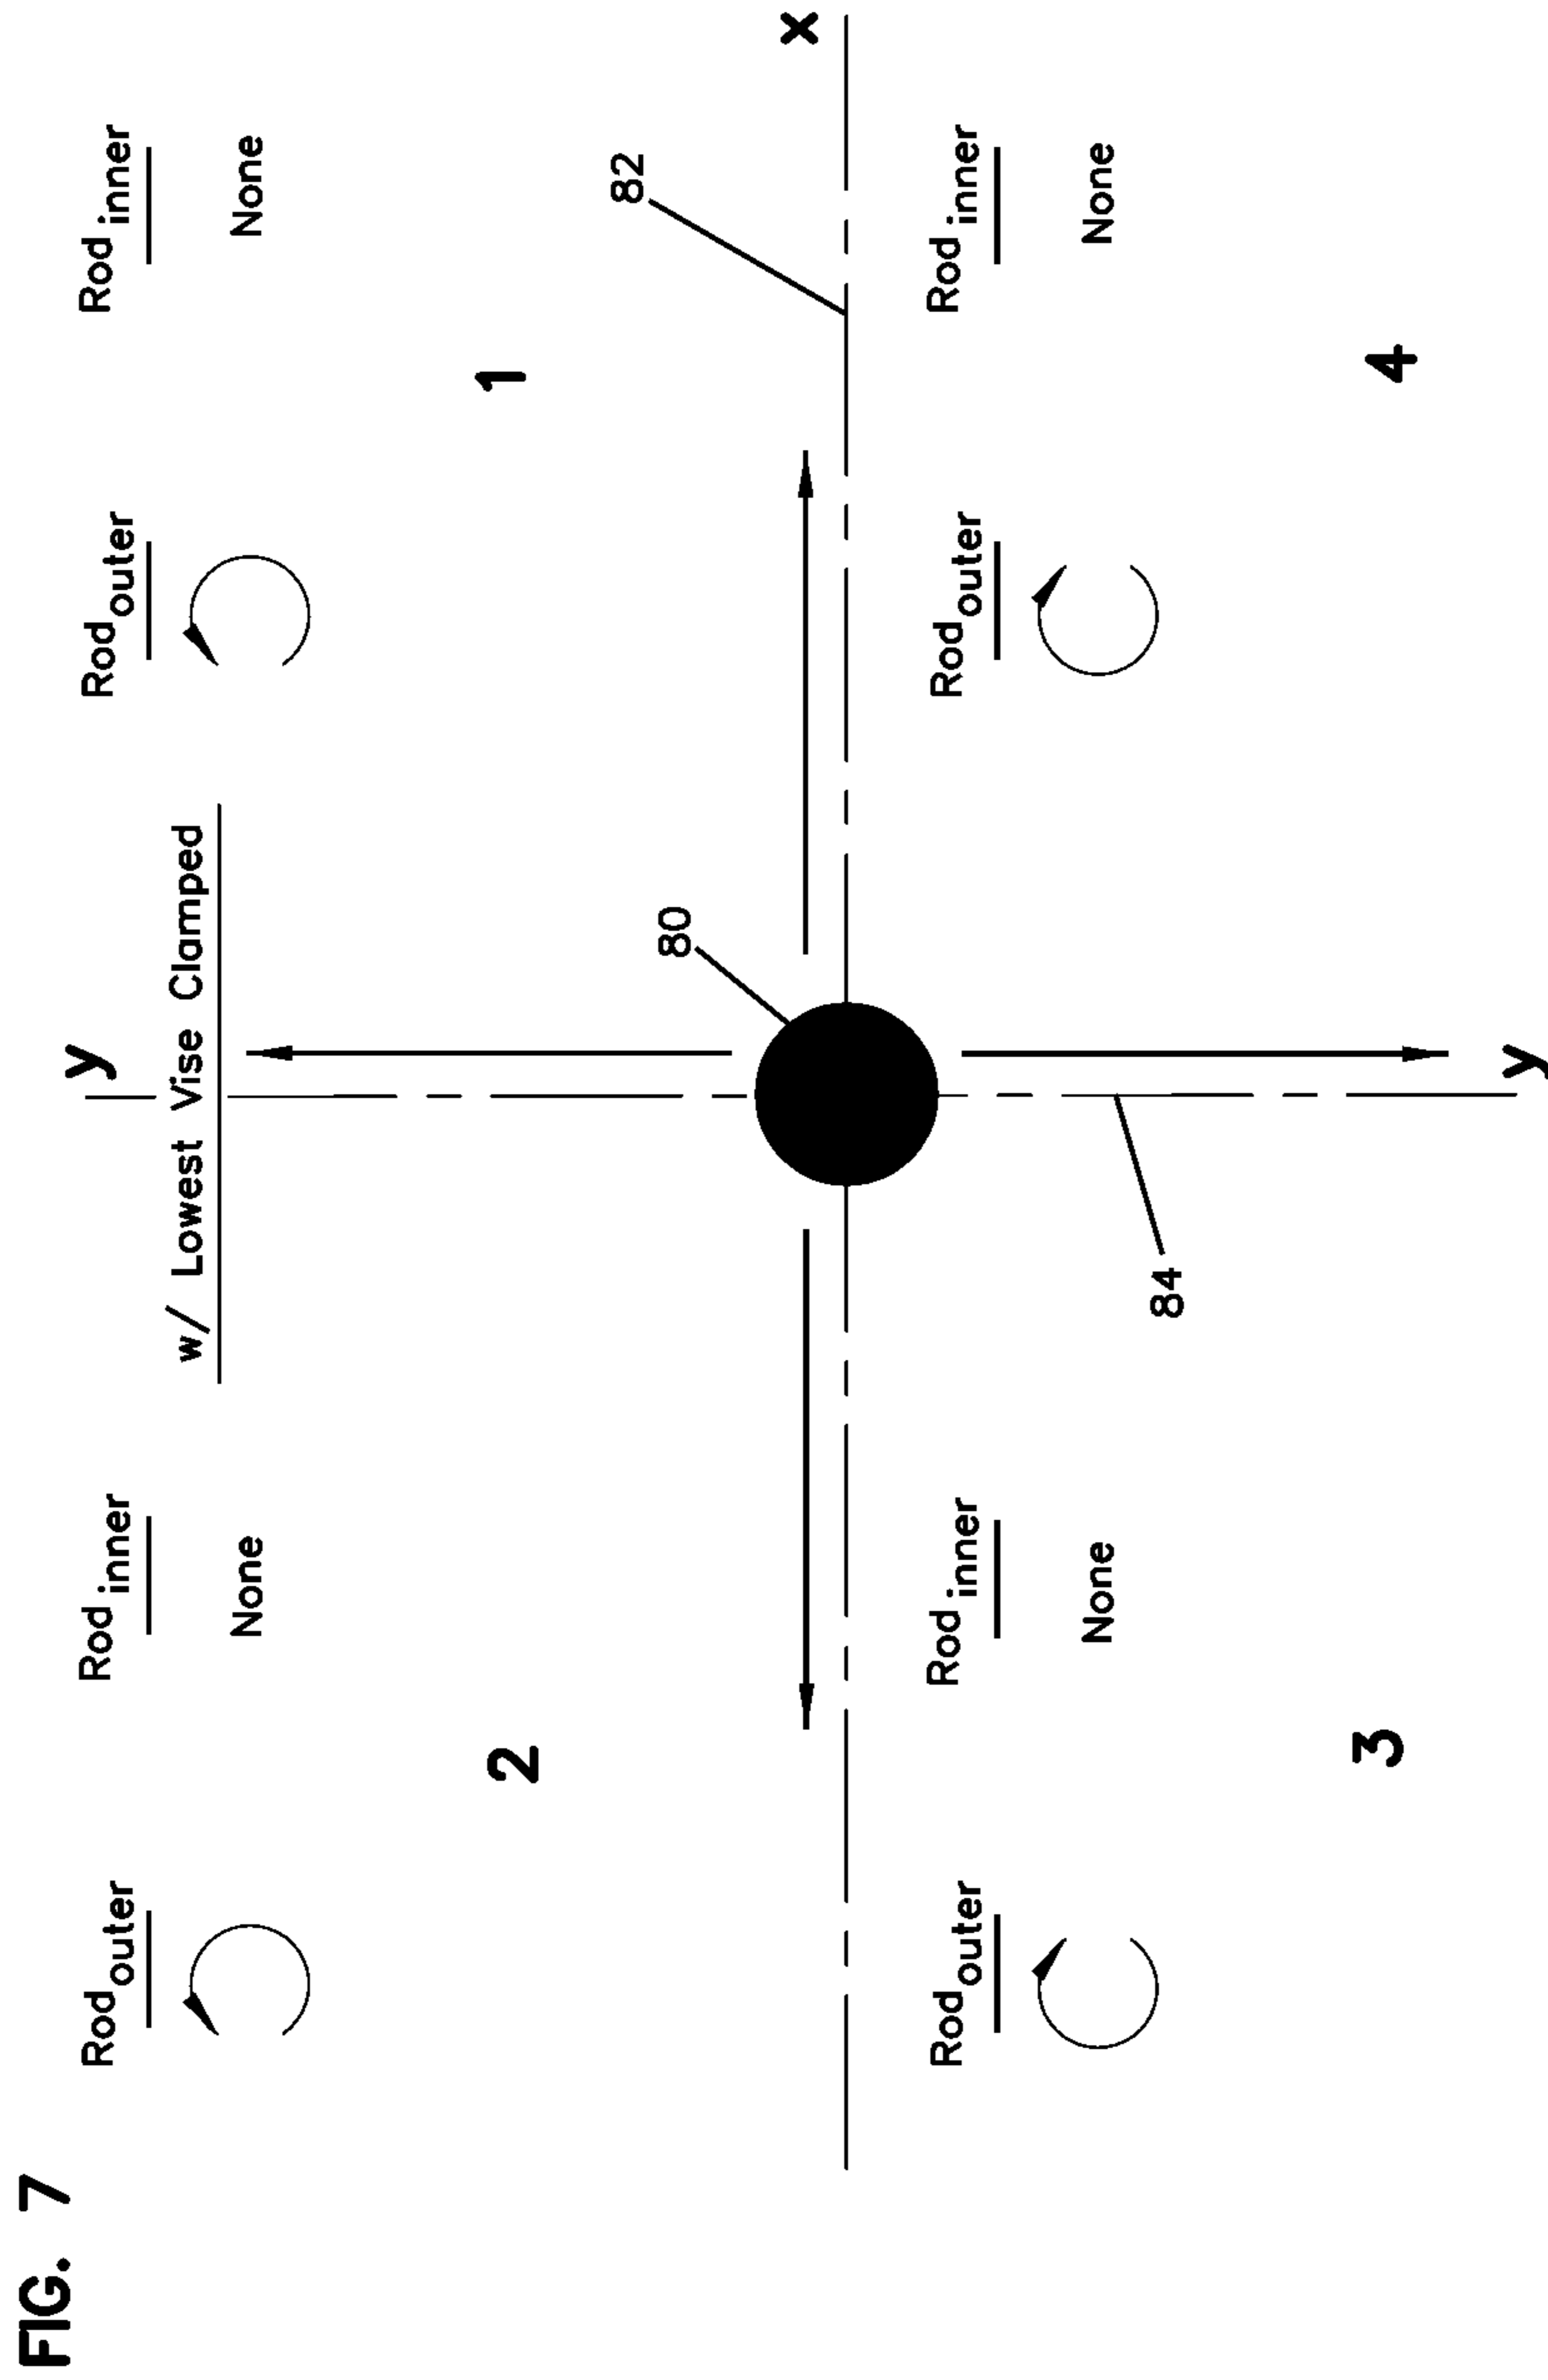 FIG. 7
y
w/ Lowest Vise Clamped
Rod outer
Rod inner
None
2
Rod outer
Rod inner
None
1
80
82
x
Rod outer
Rod inner
None
3
84
Rod outer
Rod inner
None
4
y